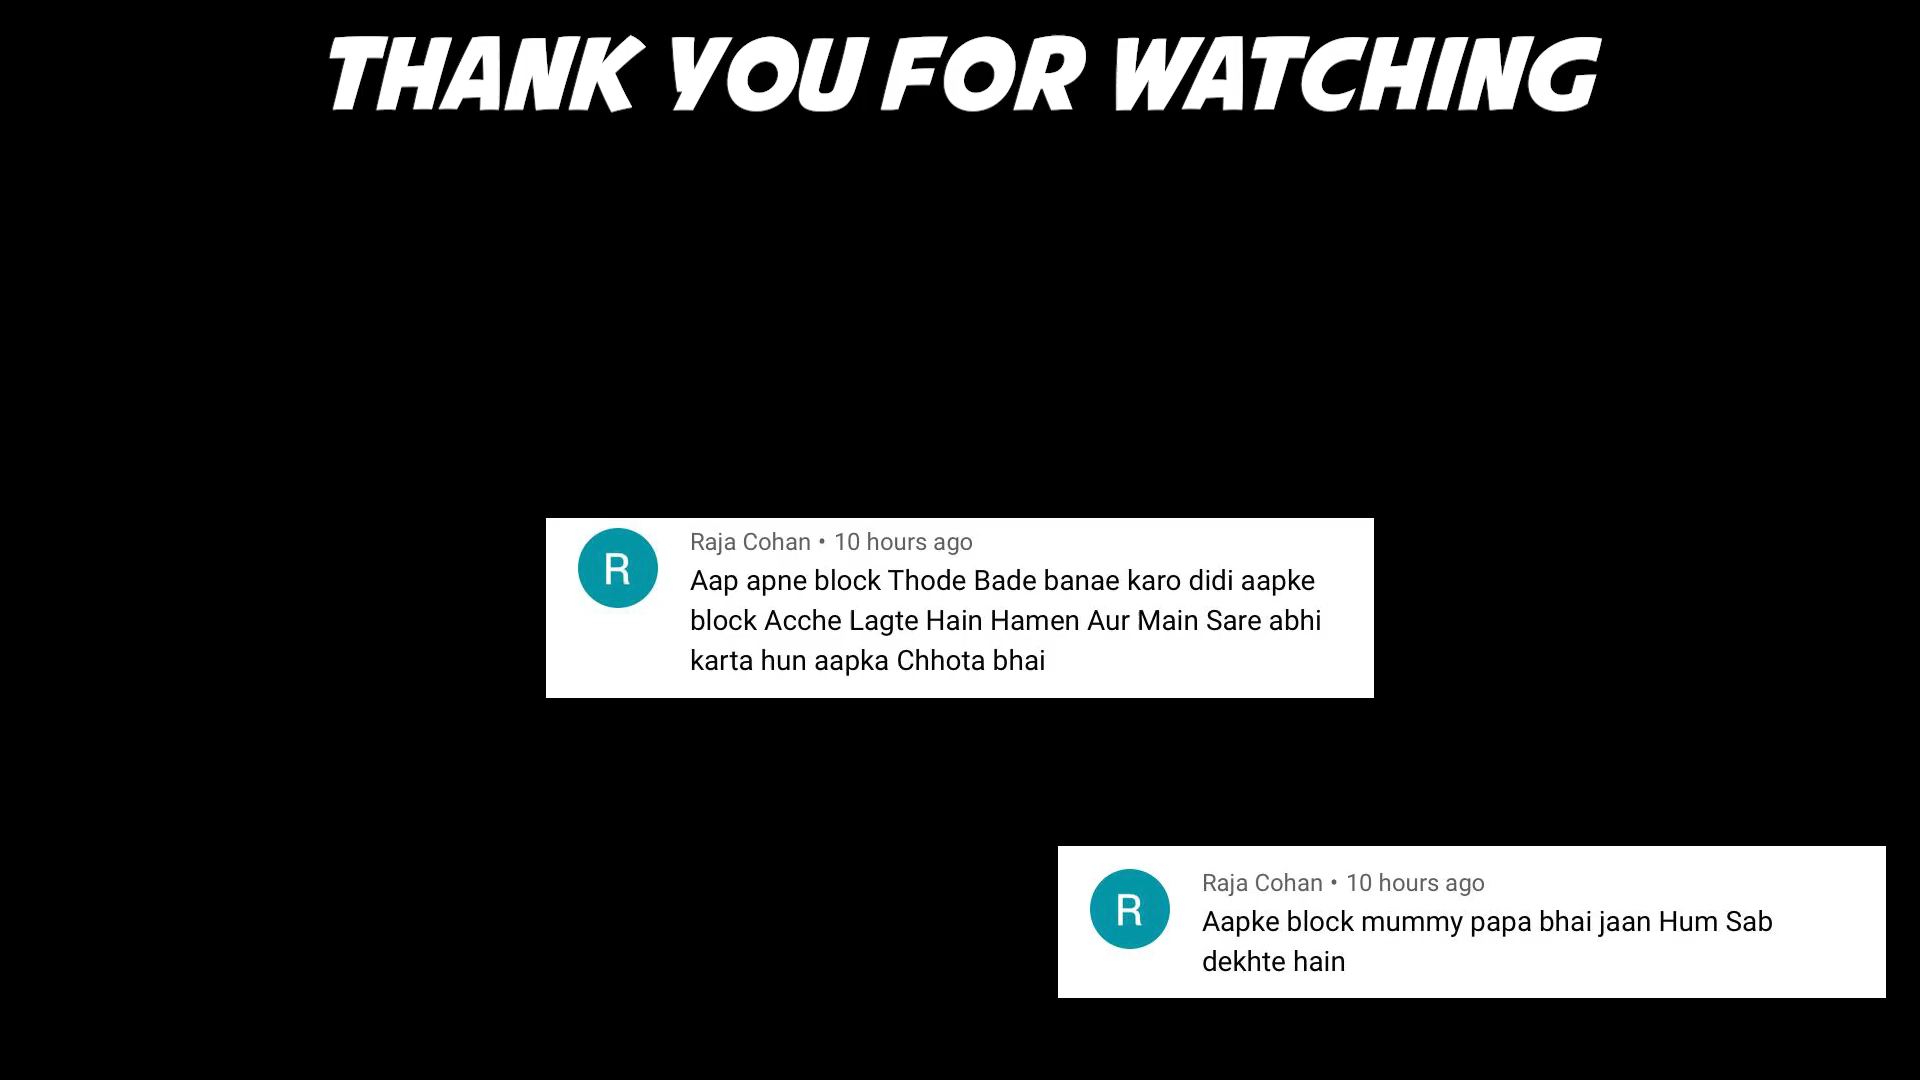 THANK YOU FOR WATCHING
R
Raja Cohan • 10 hours ago
Aap apne block Thode Bade banae karo didi aapke
block Acche Lagte Hain Hamen Aur Main Sare abhi
karta hun aapka Chhota bhai
R
Raja Cohan • 10 hours ago
Aapke block mummy papa bhai jaan Hum Sab
dekhte hain